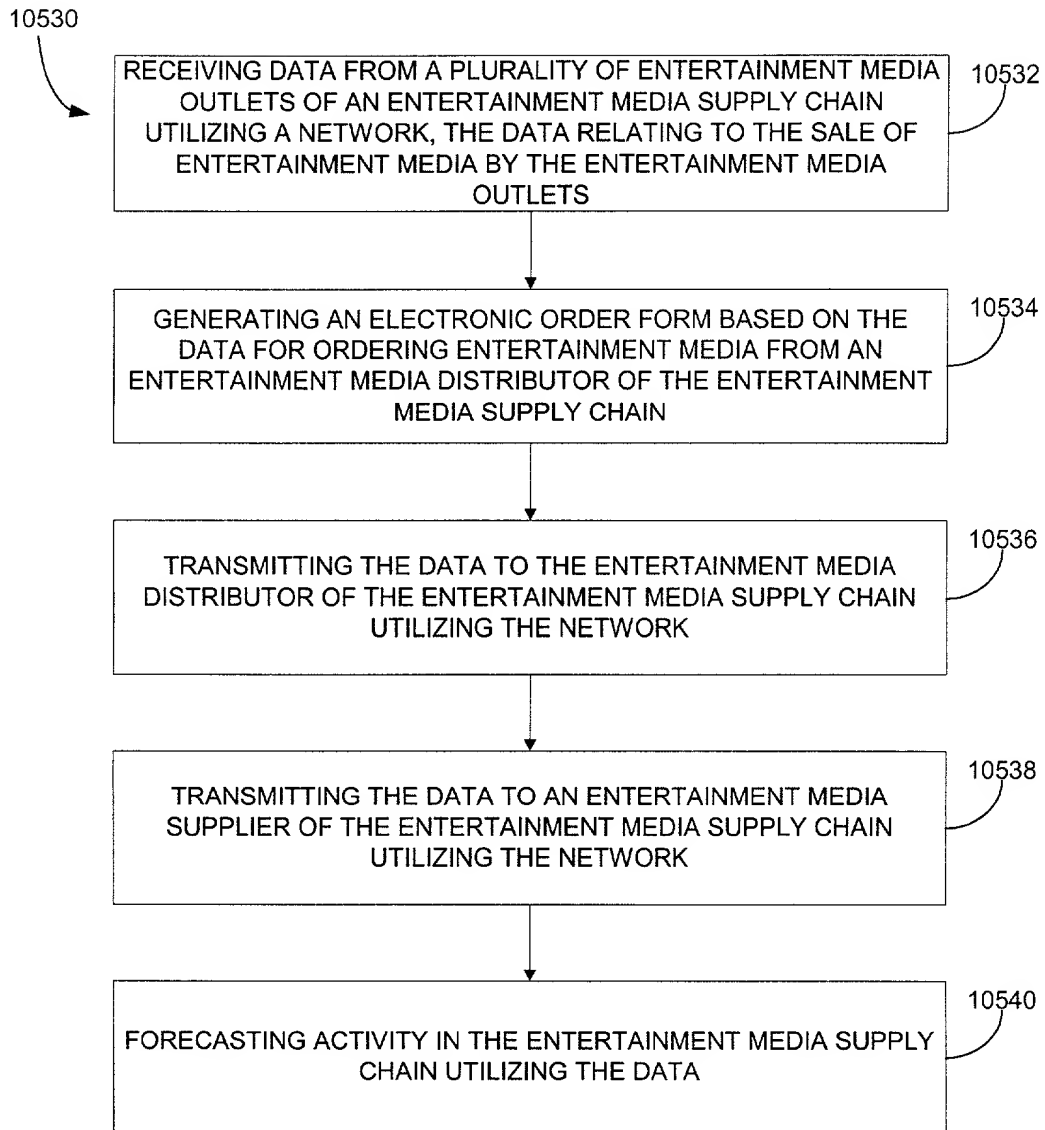 10530
RECEIVING DATA FROM A PLURALITY OF ENTERTAINMENT MEDIA
OUTLETS OF AN ENTERTAINMENT MEDIA SUPPLY CHAIN
UTILIZING A NETWORK, THE DATA RELATING TO THE SALE OF
ENTERTAINMENT MEDIA BY THE ENTERTAINMENT MEDIA
OUTLETS
10532
GENERATING AN ELECTRONIC ORDER FORM BASED ON THE
DATA FOR ORDERING ENTERTAINMENT MEDIA FROM AN
ENTERTAINMENT MEDIA DISTRIBUTOR OF THE ENTERTAINMENT
MEDIA SUPPLY CHAIN
10534
TRANSMITTING THE DATA TO THE ENTERTAINMENT MEDIA
DISTRIBUTOR OF THE ENTERTAINMENT MEDIA SUPPLY CHAIN
UTILIZING THE NETWORK
10536
TRANSMITTING THE DATA TO AN ENTERTAINMENT MEDIA
SUPPLIER OF THE ENTERTAINMENT MEDIA SUPPLY CHAIN
UTILIZING THE NETWORK
10538
FORECASTING ACTIVITY IN THE ENTERTAINMENT MEDIA SUPPLY
CHAIN UTILIZING THE DATA
10540